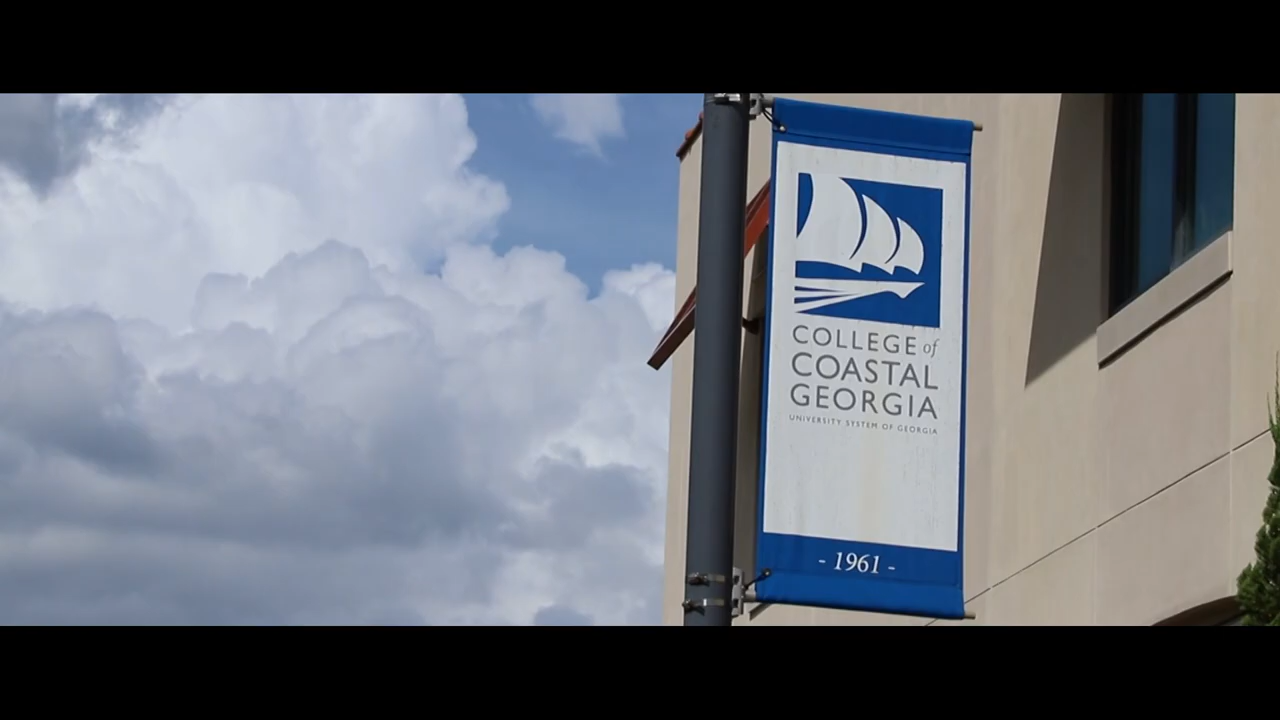 COLLEGE of
COASTAL
GEORGIA
UNIVERSITY SYSTEM OF GEORGIA
- 1961 -